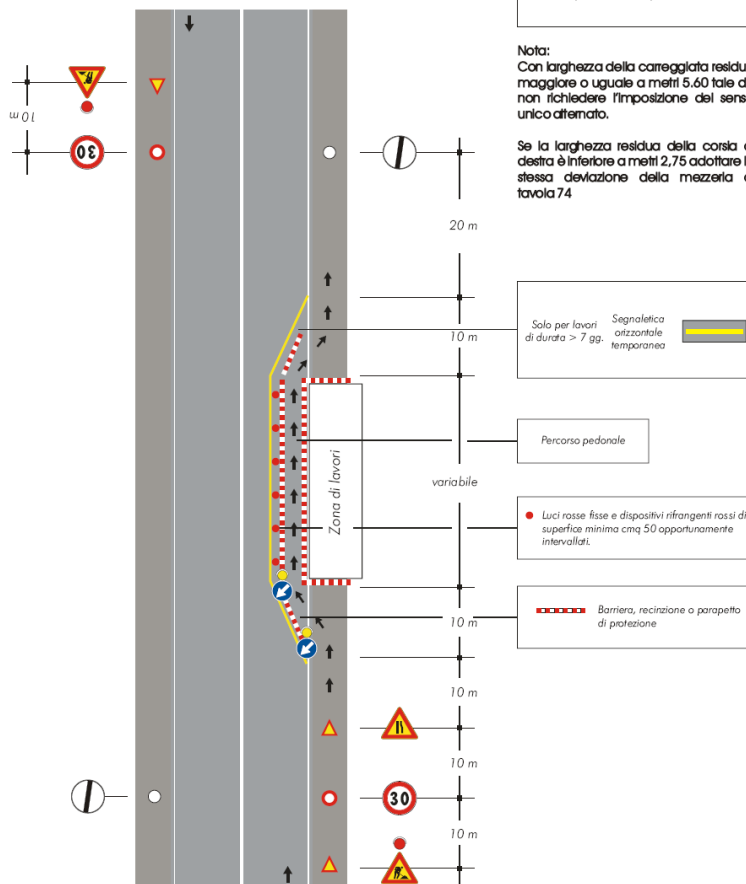 Nota:
Con larghezza della carreggiata residu
maggiore o uguale a metri 5.60 tale d
non richiedere l'imposizione del sens
unico alternato.
Se la larghezza residua della corsia d
destra è inferiore a metri 2,75 adottare l
stessa deviazione della mezzeria d
tavola 74
10 m
30
20 m
10 m
Solo per lavori
di durata > 7 gg.
Segnaletica
orizzontale
temporanea
Percorso pedonale
Zona di lavori
variabile
Luci rosse fisse e dispositivi rifrangenti rossi di
superfice minima cmq 50 opportunamente
intervallati.
Barriera, recinzione o parapetto
di protezione
10 m
10 m
10 m
30
10 m